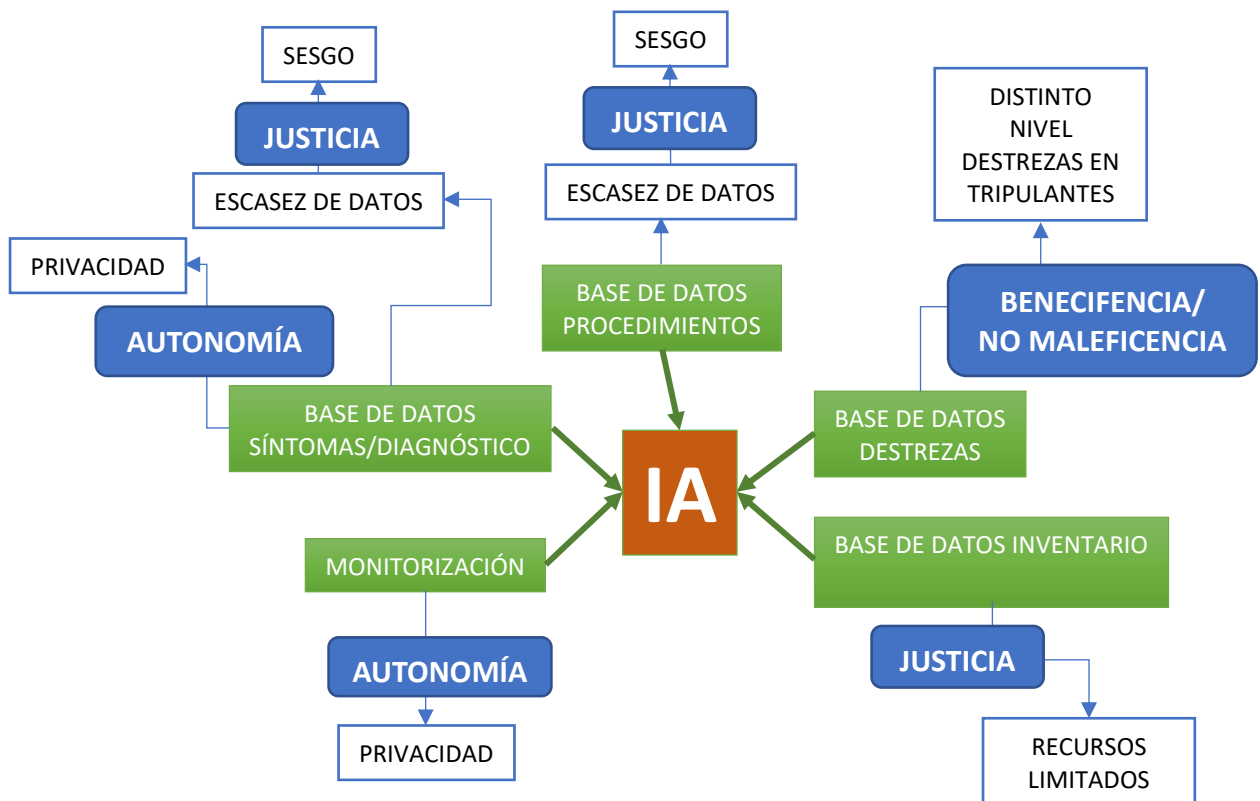 SESGO
JUSTICIA
ESCASEZ DE DATOS
SESGO
JUSTICIA
ESCASEZ DE DATOS
DISTINTO
NIVEL
DESTREZAS EN
TRIPULANTES
PRIVACIDAD
AUTONOMÍA
BASE DE DATOS
SÍNTOMAS/DIAGNÓSTICO
BASE DE DATOS
PROCEDIMIENTOS
BENECIFENCIA/
NO MALEFICENCIA
BASE DE DATOS
DESTREZAS
IA
MONITORIZACIÓN
AUTONOMÍA
PRIVACIDAD
BASE DE DATOS INVENTARIO
JUSTICIA
RECURSOS
LIMITADOS